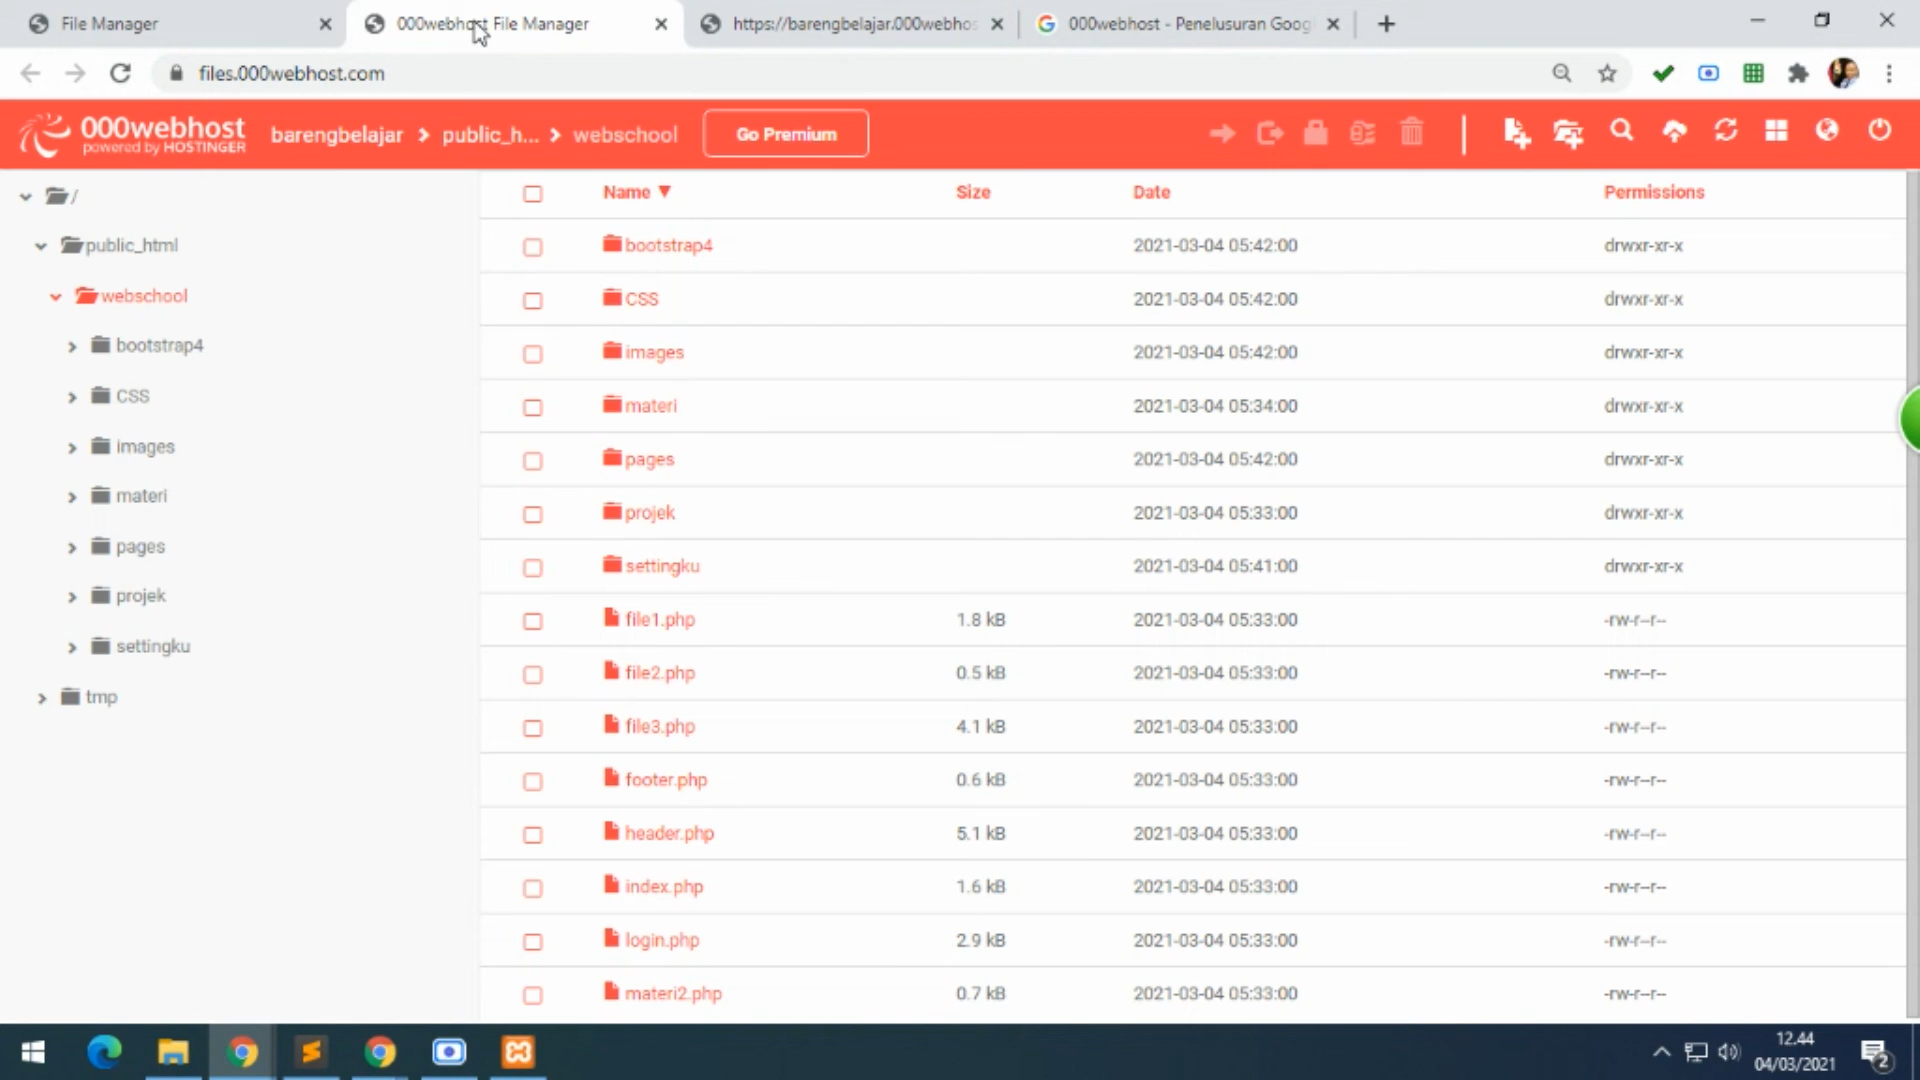 File Manager
000webhost File Manager
https://barengbelajar.000webhos
000webhost - Penelusuran Goog
files.000webhost.com
000webhost
powered by HOSTINGER
barengbelajar > public_h... > webschool
Go Premium
/
public_html
webschool
bootstrap4
CSS
images
materi
pages
projek
settingku
tmp
Name ▼ Size Date Permissions
bootstrap4 2021-03-04 05:42:00 drwxr-xr-x
CSS 2021-03-04 05:42:00 drwxr-xr-x
images 2021-03-04 05:42:00 drwxr-xr-x
materi 2021-03-04 05:34:00 drwxr-xr-x
pages 2021-03-04 05:42:00 drwxr-xr-x
projek 2021-03-04 05:33:00 drwxr-xr-x
settingku 2021-03-04 05:41:00 drwxr-xr-x
file1.php 1.8 kB 2021-03-04 05:33:00 -rw-r--r--
file2.php 0.5 kB 2021-03-04 05:33:00 -rw-r--r--
file3.php 4.1 kB 2021-03-04 05:33:00 -rw-r--r--
footer.php 0.6 kB 2021-03-04 05:33:00 -rw-r--r--
header.php 5.1 kB 2021-03-04 05:33:00 -rw-r--r--
index.php 1.6 kB 2021-03-04 05:33:00 -rw-r--r--
login.php 2.9 kB 2021-03-04 05:33:00 -rw-r--r--
materi2.php 0.7 kB 2021-03-04 05:33:00 -rw-r--r--
12.44
04/03/2021
2